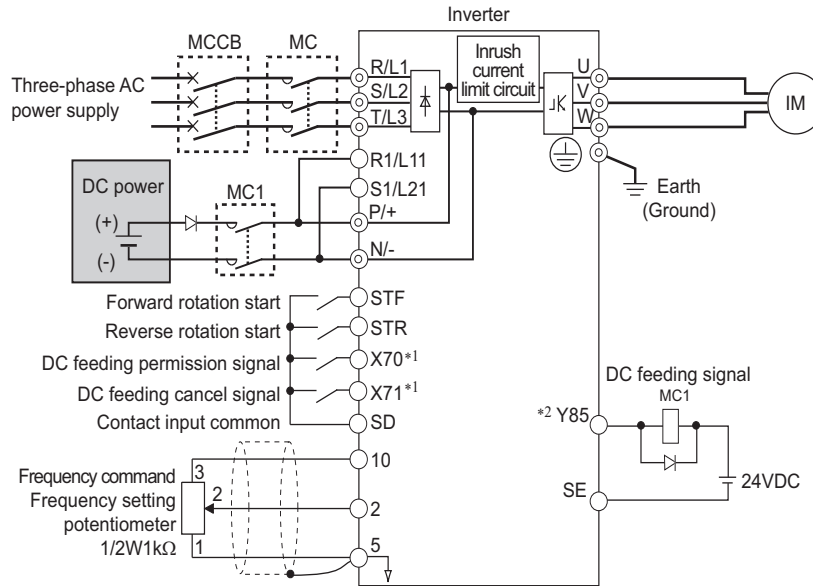 Inverter
MCCB
MC
Three-phase AC
power supply
R/L1
S/L2
T/L3
Inrush
current
limit circuit
U
V
W
IM
R1/L11
S1/L21
Earth
(Ground)
DC power
(+)
(-)
MC1
P/+
N/-
Forward rotation start
STF
Reverse rotation start
STR
DC feeding permission signal
X70*1
DC feeding cancel signal
X71*1
Contact input common
SD
DC feeding signal
MC1
*2 Y85
SE
24VDC
Frequency command
Frequency setting
potentiometer
1/2W1kΩ
3
2
1
10
2
5